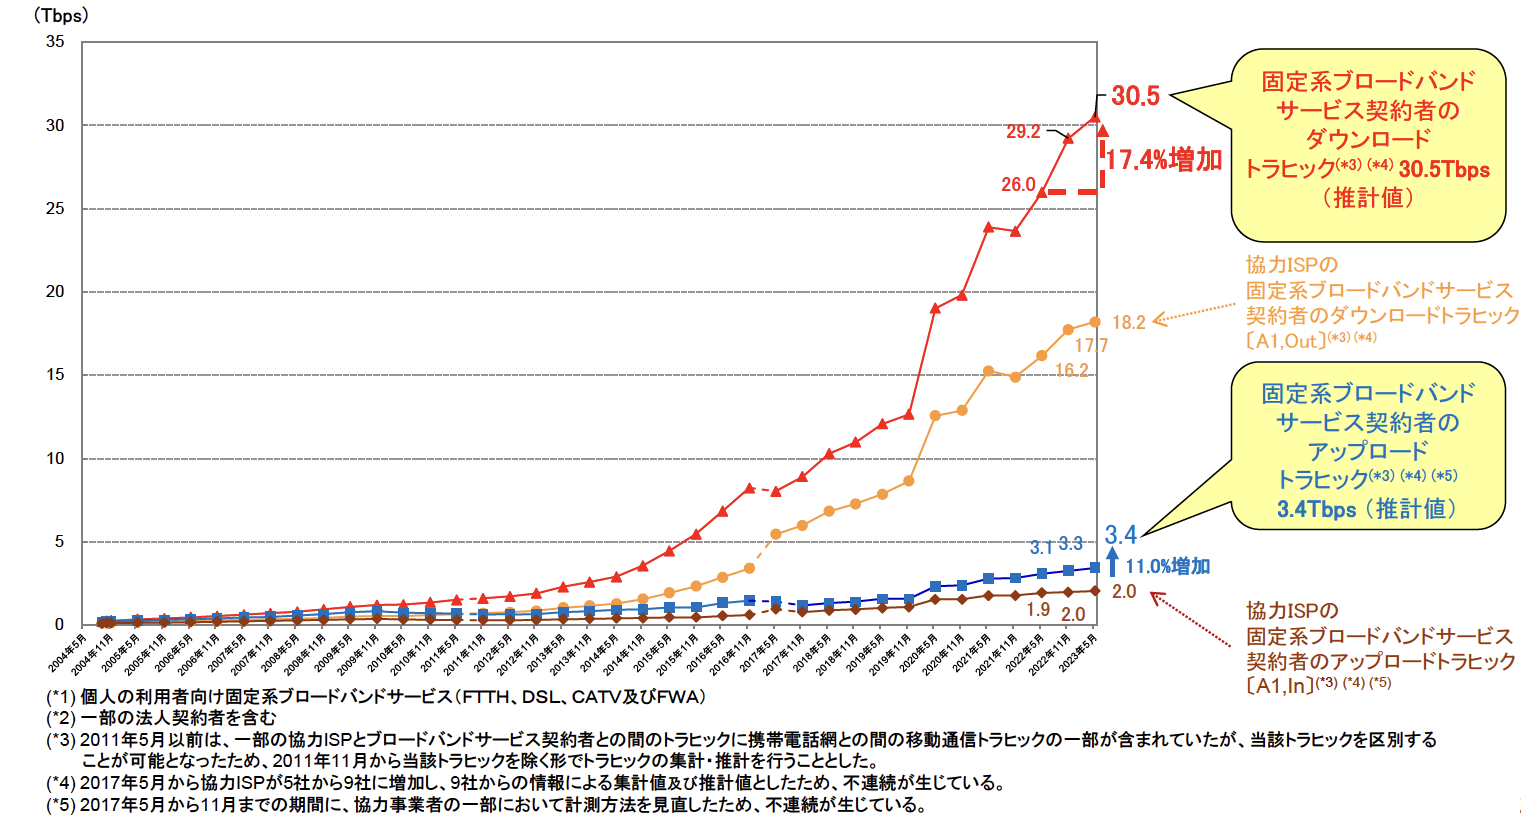 (Tbps)
35
30
25
20
15
10
5
0
30.5
29.2
26.0
17.4%増加
18.2
17.7
16.2
3.4
3.1
3.3
11.0%増加
2.0
1.9
2.0
固定系ブロードバンド
サービス契約者の
ダウンロード
トラヒック(*3) (*4) 30.5Tbps
（推計値）
協力ISPの
固定系ブロードバンドサービス
契約者のダウンロードトラヒック
〔A1,Out〕(*3) (*4)
固定系ブロードバンド
サービス契約者の
アップロード
トラヒック(*3) (*4) (*5)
3.4Tbps（推計値）
協力ISPの
固定系ブロードバンドサービス
契約者のアップロードトラヒック
〔A1,In〕(*3) (*4) (*5)
2004年5月
2004年11月
2005年5月
2005年11月
2006年5月
2006年11月
2007年5月
2007年11月
2008年5月
2008年11月
2009年5月
2009年11月
2010年5月
2010年11月
2011年5月
2011年11月
2012年5月
2012年11月
2013年5月
2013年11月
2014年5月
2014年11月
2015年5月
2015年11月
2016年5月
2016年11月
2017年5月
2017年11月
2018年5月
2018年11月
2019年5月
2019年11月
2020年5月
2020年11月
2021年5月
2021年11月
2022年5月
2022年11月
2023年5月
(*1) 個人の利用者向け固定系ブロードバンドサービス（FTTH、DSL、CATV及びFWA）
(*2) 一部の法人契約者を含む
(*3) 2011年5月以前は、一部の協力ISPとブロードバンドサービス契約者との間のトラヒックに携帯電話網との間の移動通信トラヒックの一部が含まれていたが、当該トラヒックを区別する
ことが可能となったため、2011年11月から当該トラヒックを除く形でトラヒックの集計・推計を行うこととした。
(*4) 2017年5月から協力ISPが5社から9社に増加し、9社からの情報による集計値及び推計値としたため、不連続が生じている。
(*5) 2017年5月から11月までの期間に、協力事業者の一部において計測方法を見直したため、不連続が生じている。